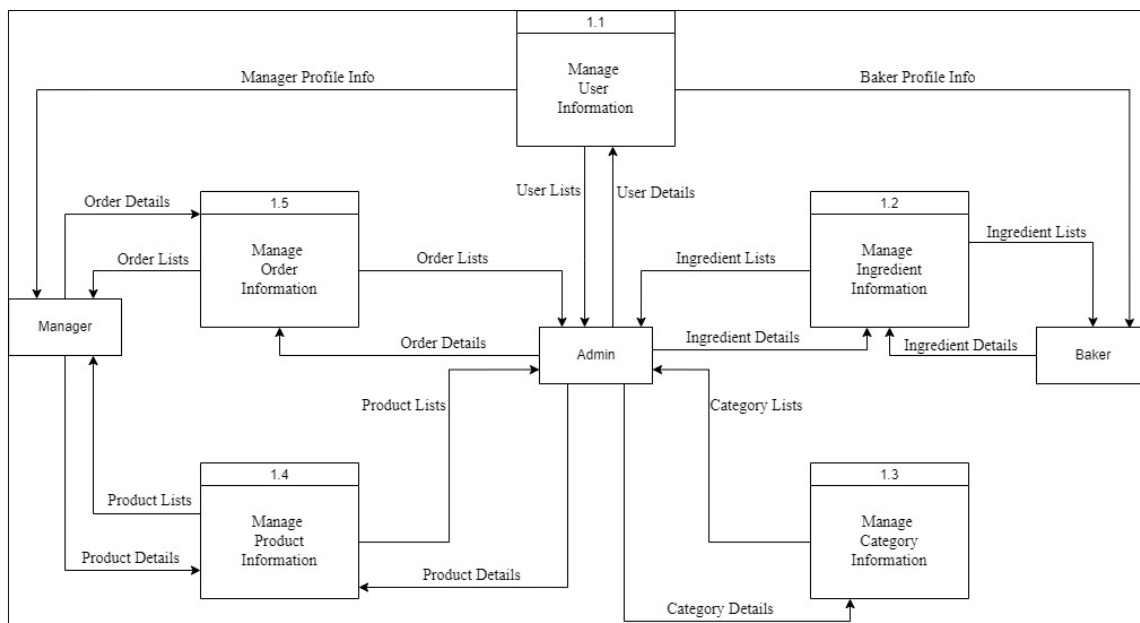 1.1
Manage
User
Information
Manager Profile Info
Baker Profile Info
User Lists
User Details
Order Details
1.5
Manage
Order
Information
Order Lists
Order Lists
1.2
Manage
Ingredient
Information
Ingredient Lists
Ingredient Lists
Manager
Order Details
Admin
Ingredient Details
Ingredient Details
Baker
Product Lists
Category Lists
1.4
Manage
Product
Information
Product Lists
Product Details
Product Details
1.3
Manage
Category
Information
Category Details